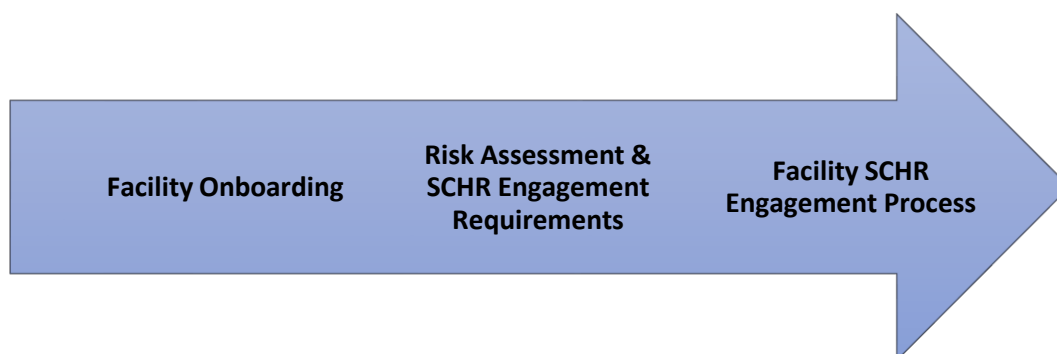 Facility Onboarding
Risk Assessment &
SCHR Engagement
Requirements
Facility SCHR
Engagement Process